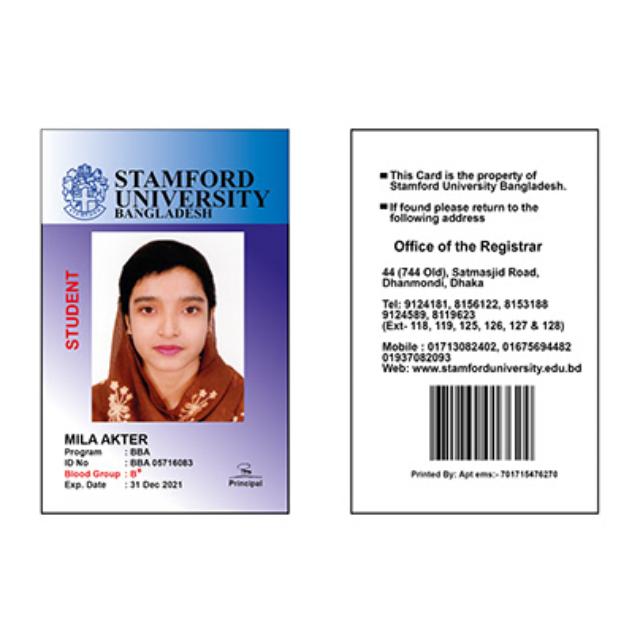 STAMFORD
UNIVERSITY
BANGLADESH
STUDENT
MILA AKTER
Program : BBA
ID No : BBA 05716083
Blood Group : B+
Exp. Date : 31 Dec 2021
Principal
This Card is the property of
Stamford University Bangladesh.
If found please return to the
following address
Office of the Registrar
44 (744 Old), Satmasjid Road,
Dhanmondi, Dhaka
Tel: 9124181, 8156122, 8153188
9124589, 8119623
(Ext- 118, 119, 125, 126, 127 & 128)
Mobile : 01713082402, 01675694482
01937082093
Web: www.stamforduniversity.edu.bd
Printed By: Apt ems:- 701715476270